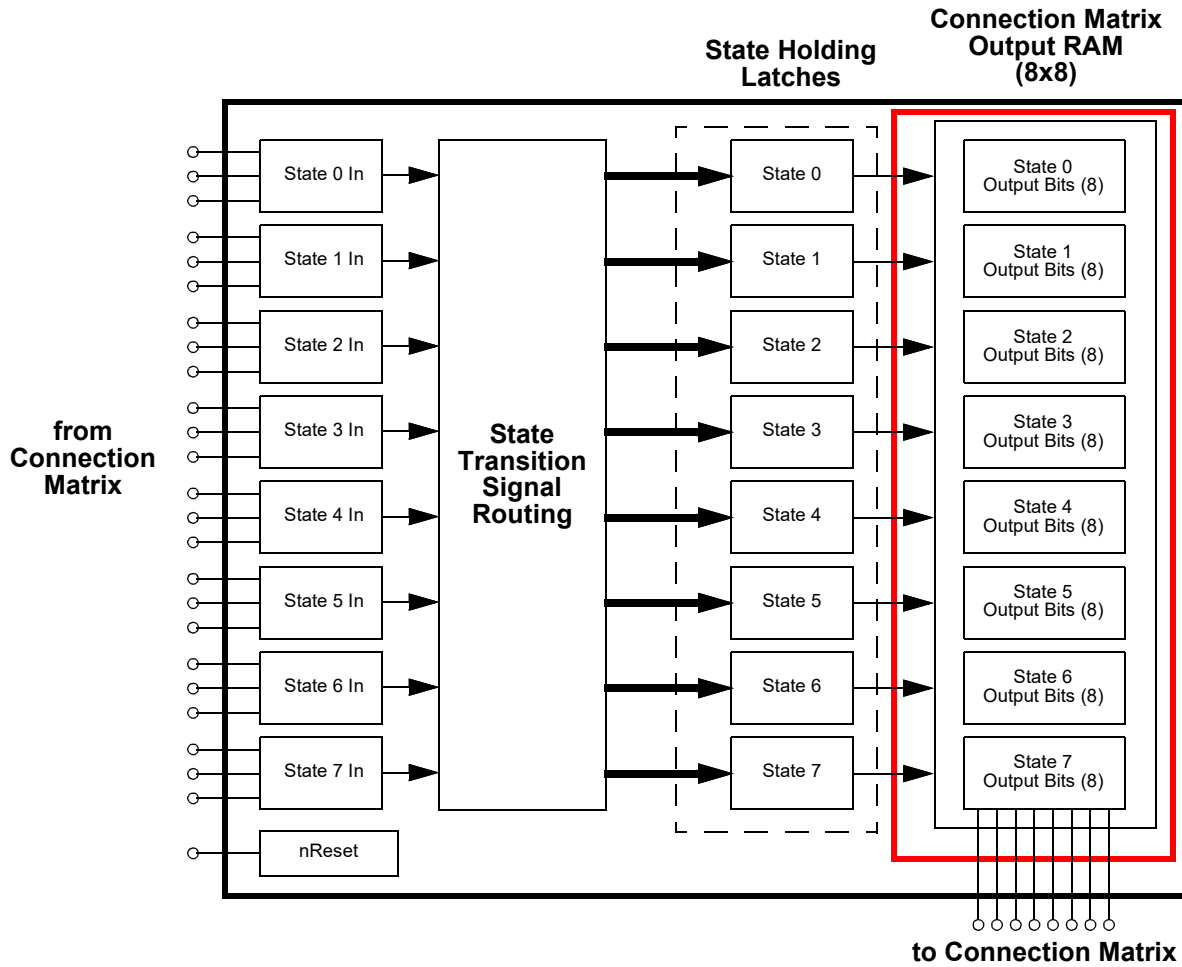 Connection Matrix
Output RAM
(8x8)
State Holding
Latches
from
Connection
Matrix
State 0 In
State 1 In
State 2 In
State 3 In
State 4 In
State 5 In
State 6 In
State 7 In
nReset
State
Transition
Signal
Routing
State 0
State 1
State 2
State 3
State 4
State 5
State 6
State 7
State 0
Output Bits (8)
State 1
Output Bits (8)
State 2
Output Bits (8)
State 3
Output Bits (8)
State 4
Output Bits (8)
State 5
Output Bits (8)
State 6
Output Bits (8)
State 7
Output Bits (8)
to Connection Matrix